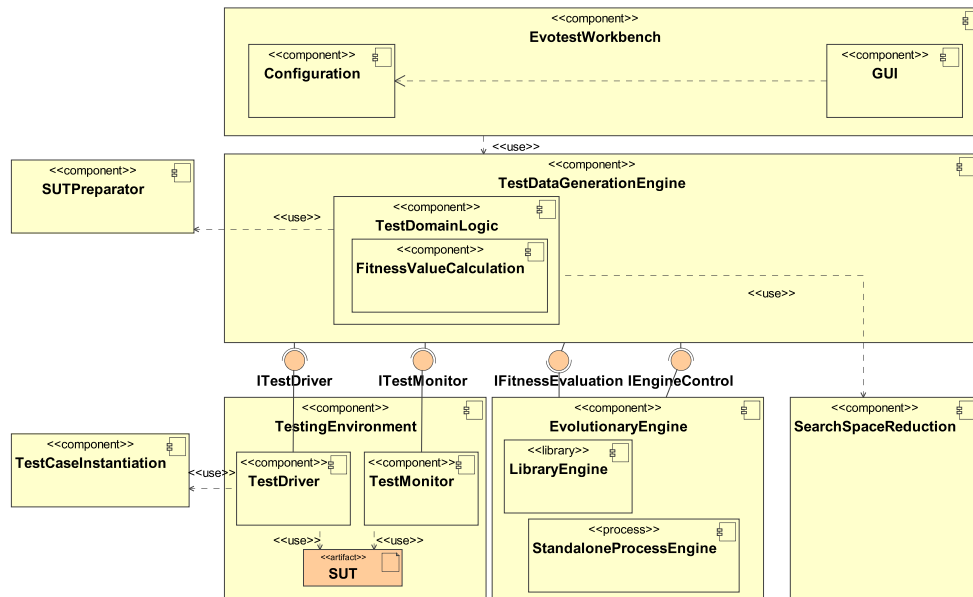 <<component>>
EvotestWorkbench
<<component>>
Configuration
<<component>>
GUI
<<use>>
<<component>>
SUTPreparator
<<component>>
TestDataGenerationEngine
<<use>>
<<component>>
TestDomainLogic
<<component>>
FitnessValueCalculation
<<use>>
ITestDriver
ITestMonitor
IFitnessEvaluation
IEngineControl
<<component>>
TestingEnvironment
<<component>>
EvolutionaryEngine
<<component>>
SearchSpaceReduction
<<component>>
TestCaseInstantiation
<<use>>
<<component>>
TestDriver
<<component>>
TestMonitor
<<library>>
LibraryEngine
<<process>>
StandaloneProcessEngine
<<use>>
<<use>>
<<artifact>>
SUT